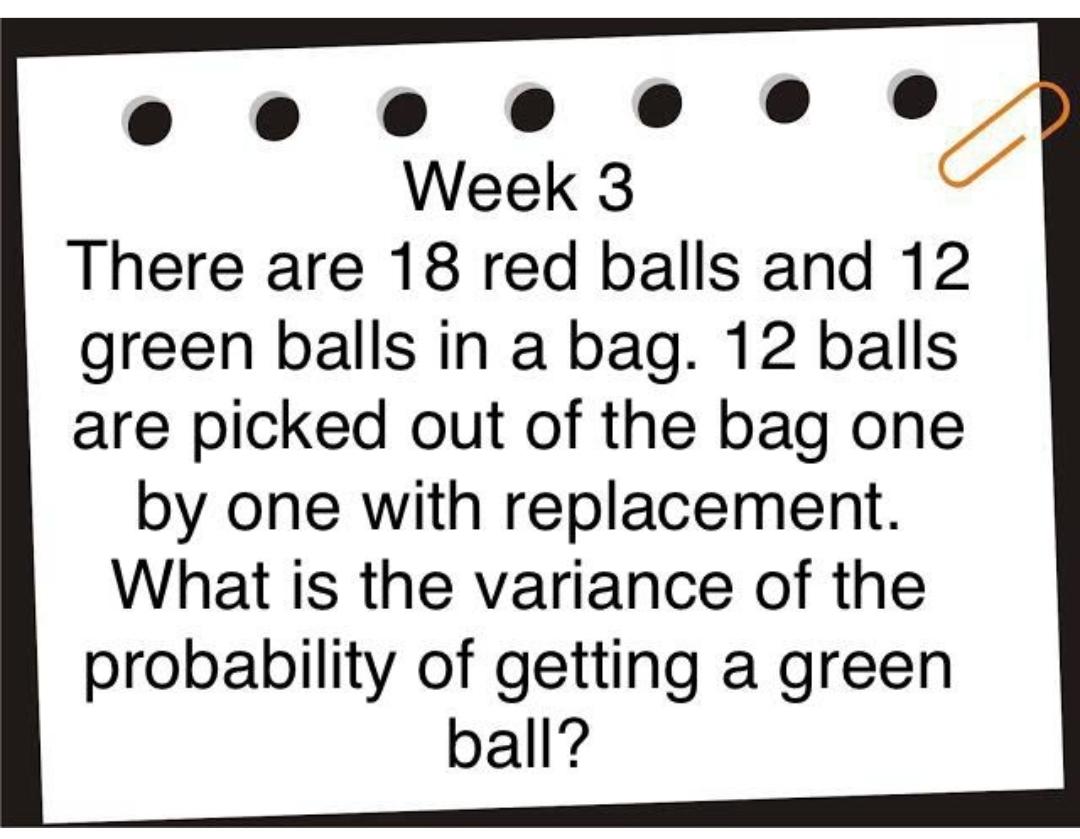 Week 3
There are 18 red balls and 12
green balls in a bag. 12 balls
are picked out of the bag one
by one with replacement.
What is the variance of the
probability of getting a green
ball?